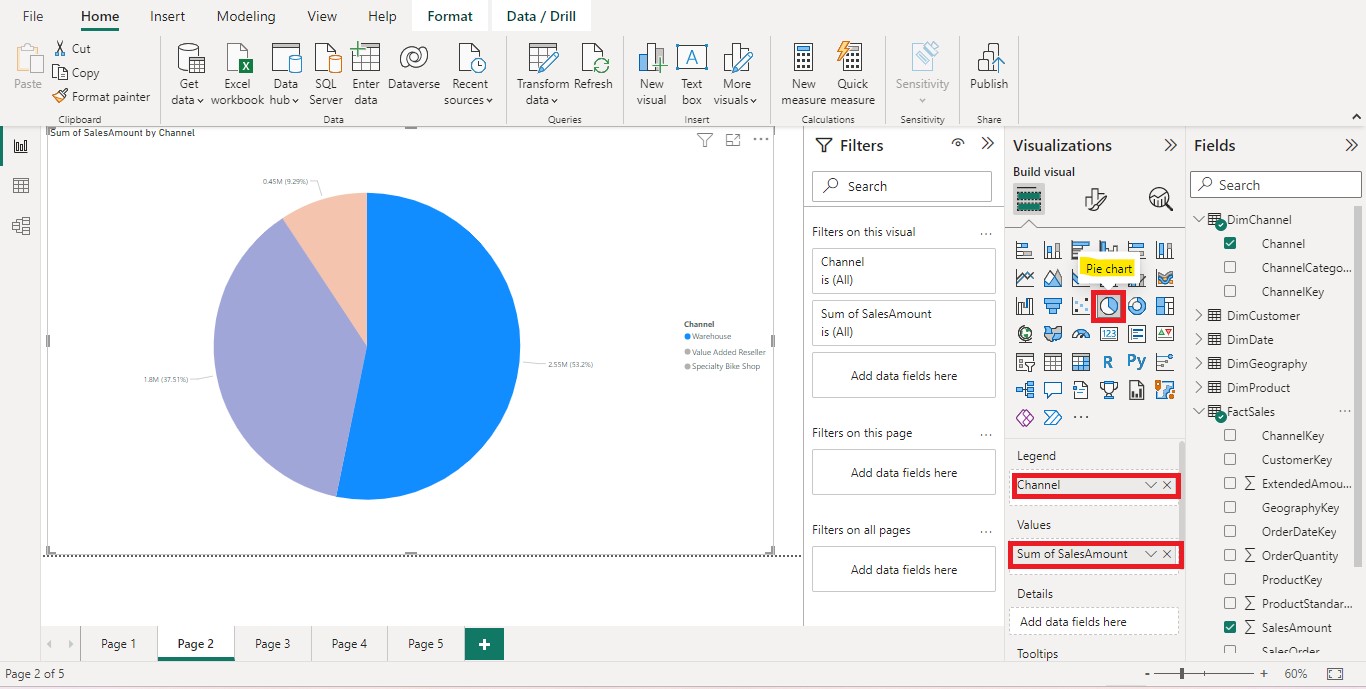 File Home Insert Modeling View Help Format Data / Drill
Paste
Cut
Copy
Format painter
Clipboard
Get data
Excel workbook
Data hub
SQL Server
Enter data
Dataverse
Recent sources
Data
Transform data
Refresh
Queries
New visual
Text box
More visuals
Insert
New measure
Quick measure
Calculations
Sensitivity
Sensitivity
Publish
Share
Sum of SalesAmount by Channel
0.45M (9.29%)
1.8M (37.51%)
2.55M (53.2%)
Channel
Warehouse
Value Added Reseller
Specialty Bike Shop
Filters
Search
Filters on this visual ...
Channel
is (All)
Sum of SalesAmount
is (All)
Add data fields here
Filters on this page ...
Add data fields here
Filters on all pages ...
Add data fields here
Visualizations
Build visual
Pie chart
123
R Py
...
Legend
Channel
Values
Sum of SalesAmount
Details
Add data fields here
Tooltips
Fields
Search
DimChannel
Channel
ChannelCatego...
ChannelKey
DimCustomer
DimDate
DimGeography
DimProduct
FactSales ...
ChannelKey
CustomerKey
∑ ExtendedAmou...
GeographyKey
OrderDateKey
∑ OrderQuantity
ProductKey
∑ ProductStandar...
∑ SalesAmount
SalesOrder
Page 1 Page 2 Page 3 Page 4 Page 5 +
Page 2 of 5
- + 60%